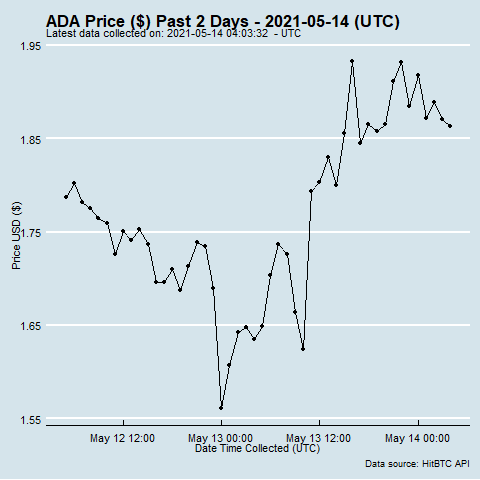 ADA Price ($) Past 2 Days - 2021-05-14 (UTC)
Latest data collected on: 2021-05-14 04:03:32  - UTC
1.95
1.85
1.75
1.65
1.55
Price USD ($)
May 12 12:00
May 13 00:00
May 13 12:00
May 14 00:00
Date Time Collected (UTC)
Data source: HitBTC API